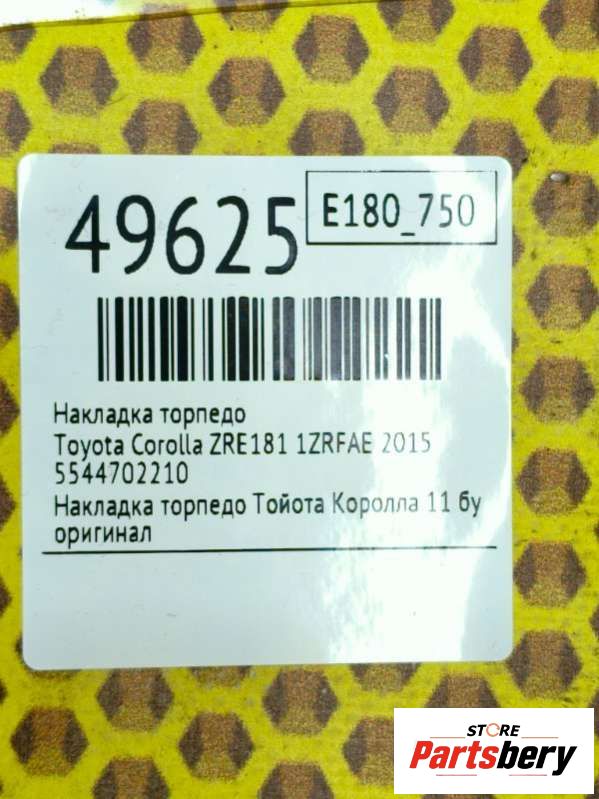 49625
E180_750
Накладка торпедо
Toyota Corolla ZRE181 1ZRFAE 2015
5544702210
Накладка торпедо Тойота Королла 11 бу
оригинал
STORE
Partsbery